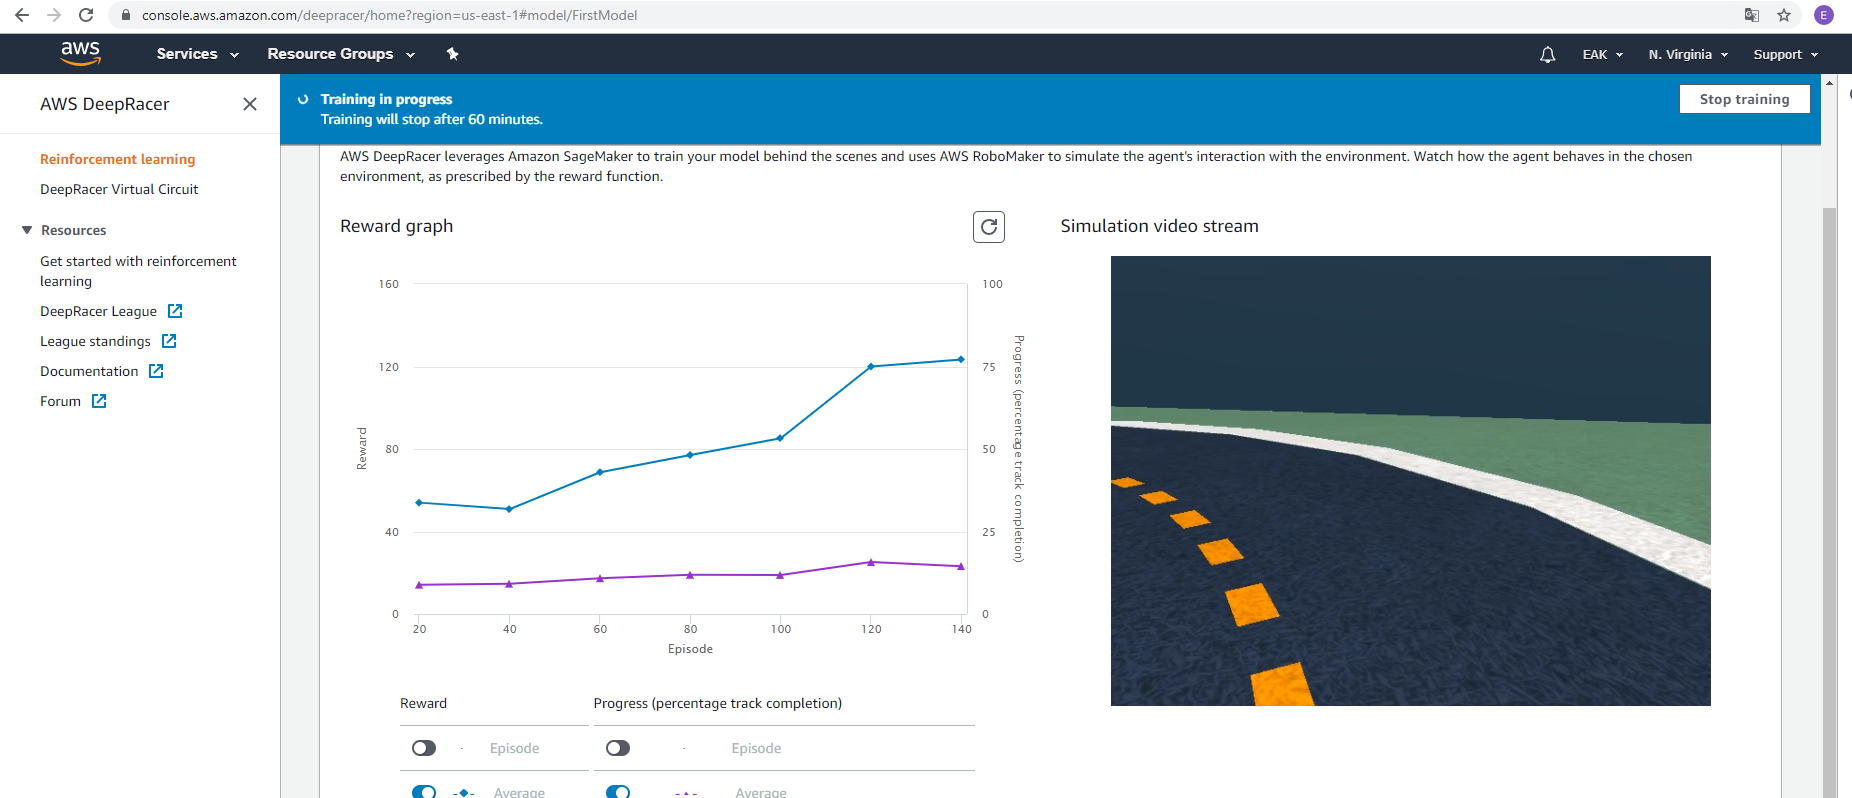 console.aws.amazon.com/deepracer/home?region=us-east-1#model/FirstModel
E
aws
Services
Resource Groups
EAK
N. Virginia
Support
AWS DeepRacer
Reinforcement learning
DeepRacer Virtual Circuit
Resources
Get started with reinforcement
learning
DeepRacer League
League standings
Documentation
Forum
Training in progress
Training will stop after 60 minutes.
Stop training
AWS DeepRacer leverages Amazon SageMaker to train your model behind the scenes and uses AWS RoboMaker to simulate the agent's interaction with the environment. Watch how the agent behaves in the chosen
environment, as prescribed by the reward function.
Reward graph
160
120
80
40
0
Reward
100
75
50
25
0
Progress (percentage track completion)
20 40 60 80 100 120 140
Episode
Reward
Progress (percentage track completion)
Episode
Episode
Average
Average
Simulation video stream